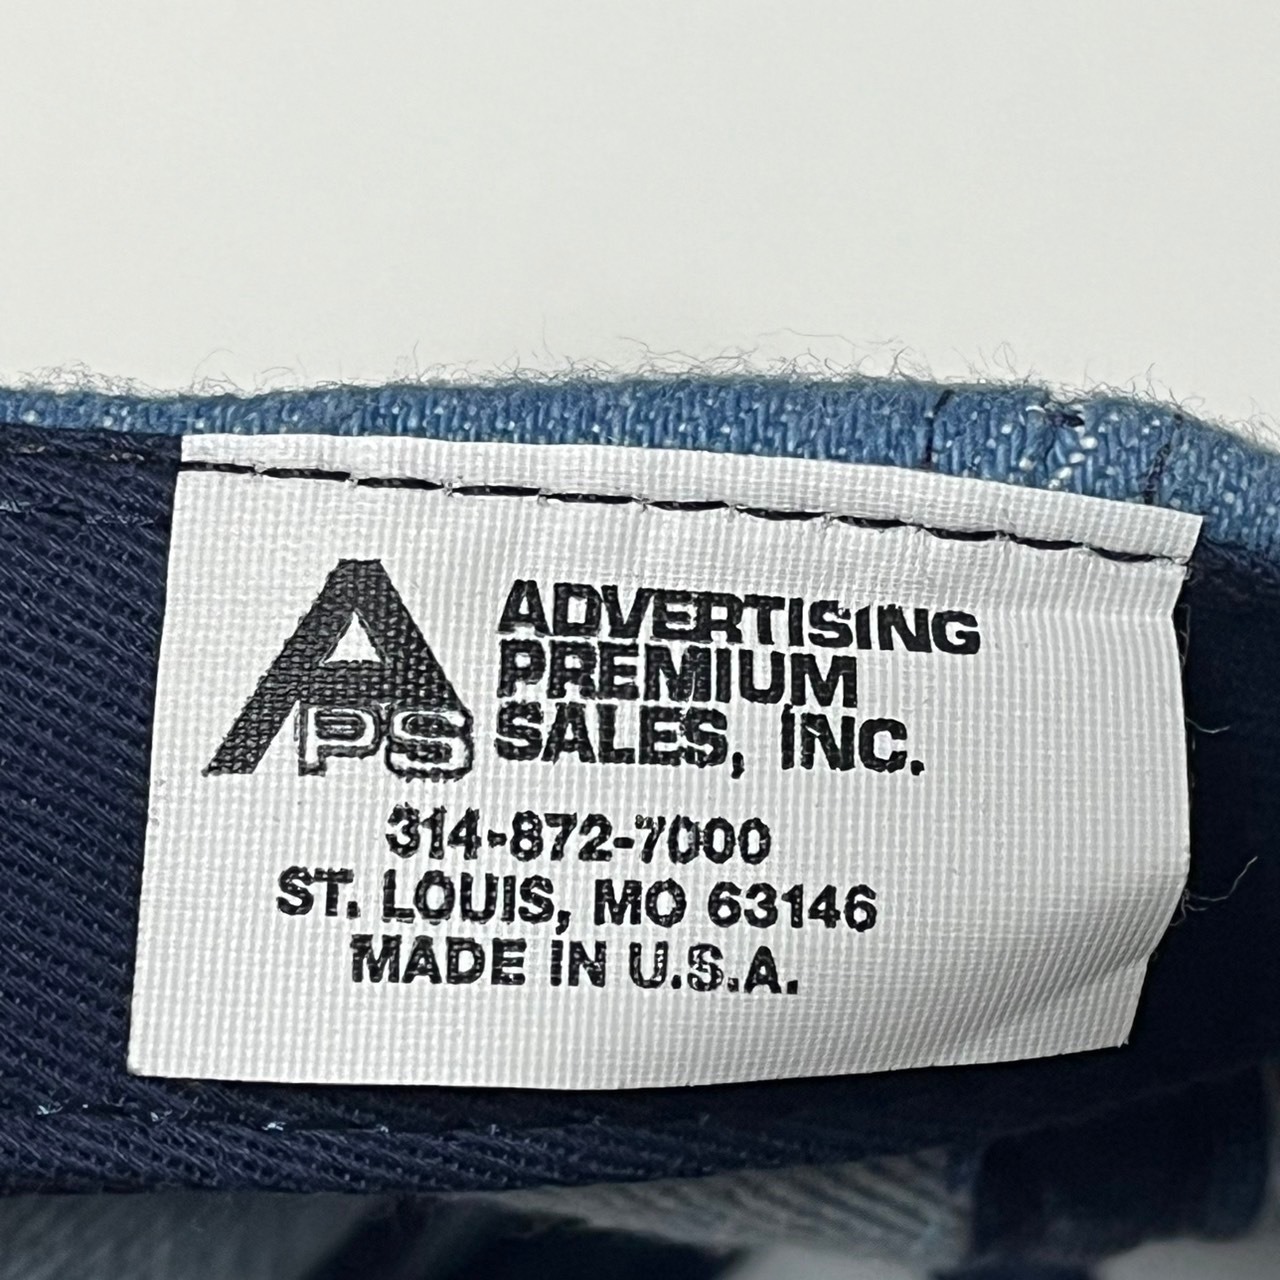 APS
ADVERTISING
PREMIUM
SALES, INC.
314-872-7000
ST. LOUIS, MO 63146
MADE IN U.S.A.